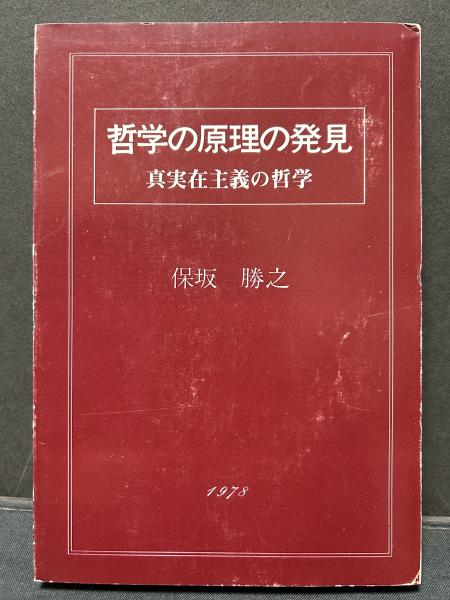 哲学の原理の発見
真実在主義の哲学
保坂 勝之
1978